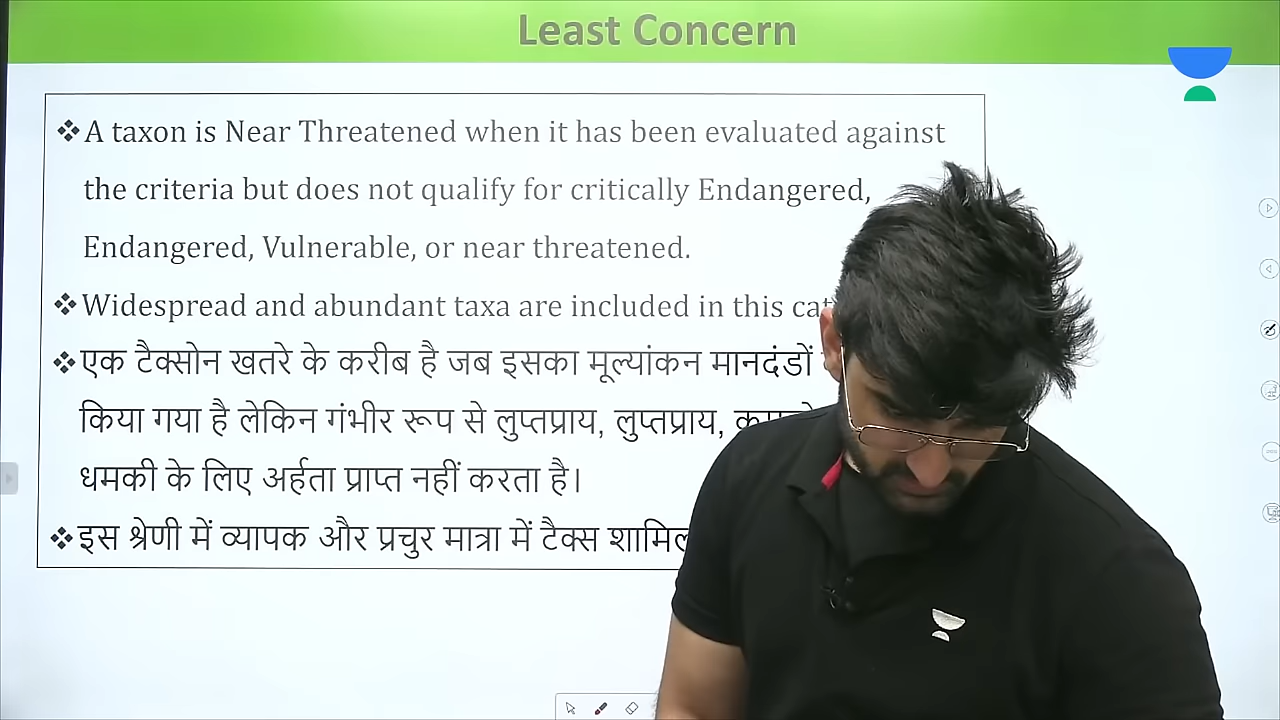 Least Concern
❖A taxon is Near Threatened when it has been evaluated against
the criteria but does not qualify for critically Endangered,
Endangered, Vulnerable, or near threatened.
❖Widespread and abundant taxa are included in this
❖एक टैक्सोन खतरे के करीब है जब इसका मूल्यांकन मानदंडों
किया गया है लेकिन गंभीर रूप से लुप्तप्राय, लुप्तप्राय,
धमकी के लिए अर्हता प्राप्त नहीं करता है।
❖इस श्रेणी में व्यापक और प्रचुर मात्रा में टैक्स